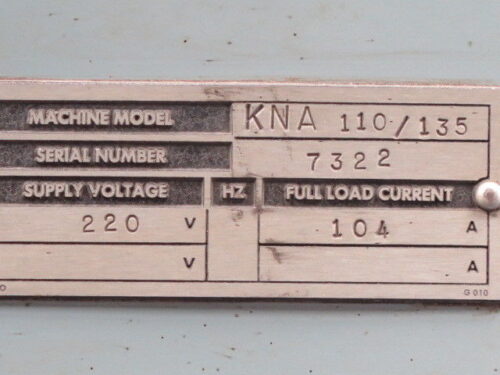 MACHINE MODEL KNA 110/135
SERIAL NUMBER 7322
SUPPLY VOLTAGE HZ FULL LOAD CURRENT
220 V 104 A
V A
G 010